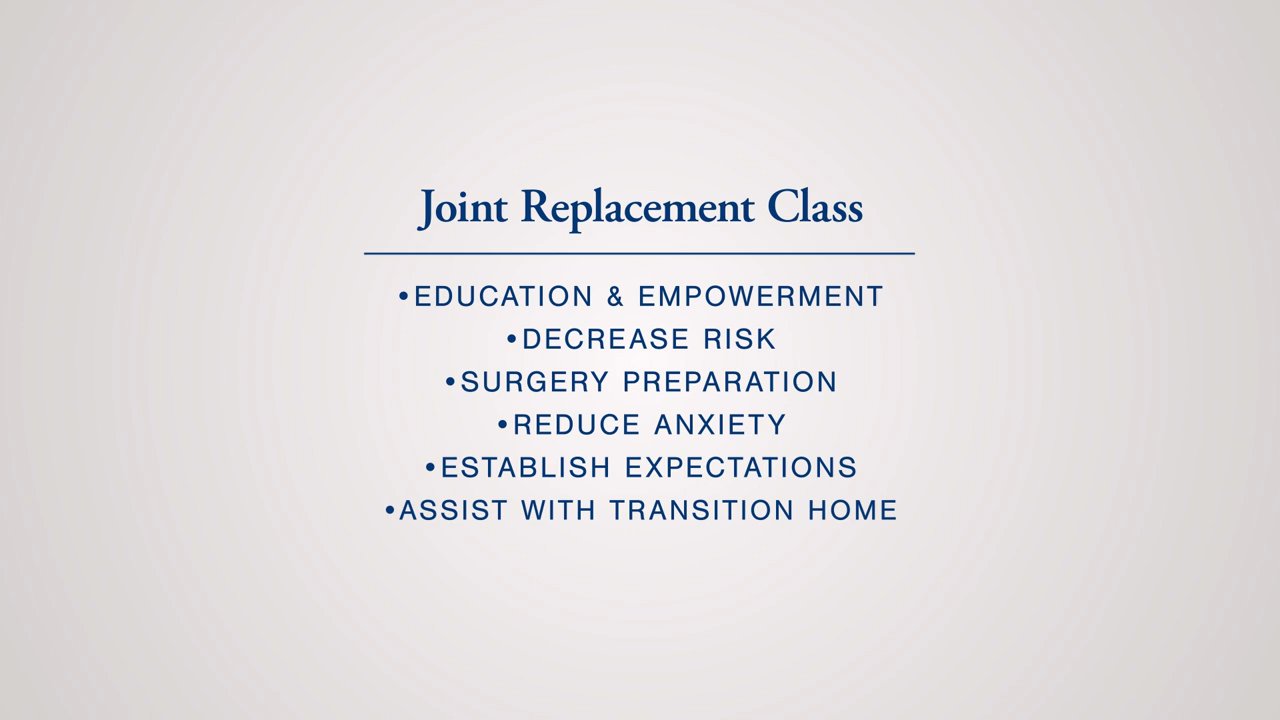 Joint Replacement Class
•EDUCATION & EMPOWERMENT
•DECREASE RISK
•SURGERY PREPARATION
•REDUCE ANXIETY
•ESTABLISH EXPECTATIONS
•ASSIST WITH TRANSITION HOME